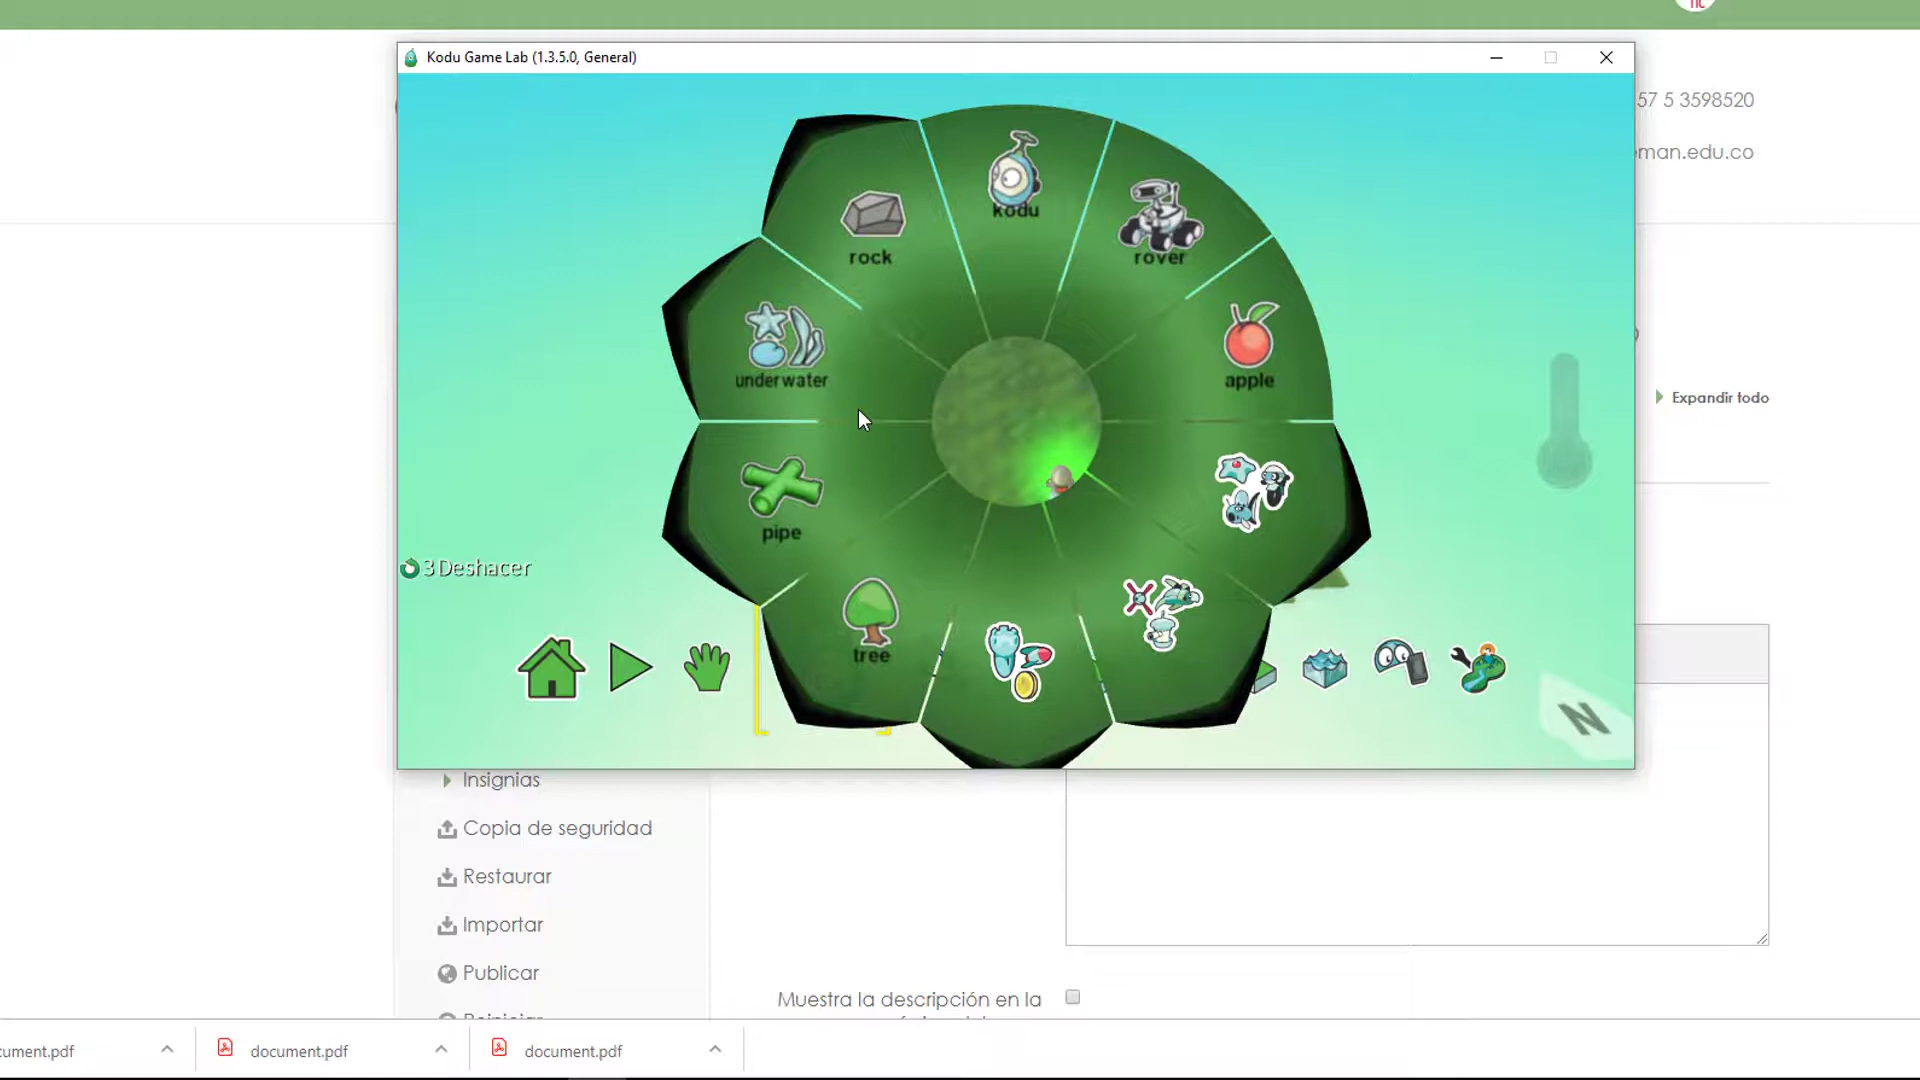 Kodu Game Lab (1.3.5.0, General)
57 5 3598520
eman.edu.co
kodu
rock
rover
underwater
apple
Expandir todo
pipe
3 Deshacer
tree
N
Insignias
Copia de seguridad
Restaurar
Importar
Publicar
Muestra la descripción en la
cument.pdf
document.pdf
document.pdf